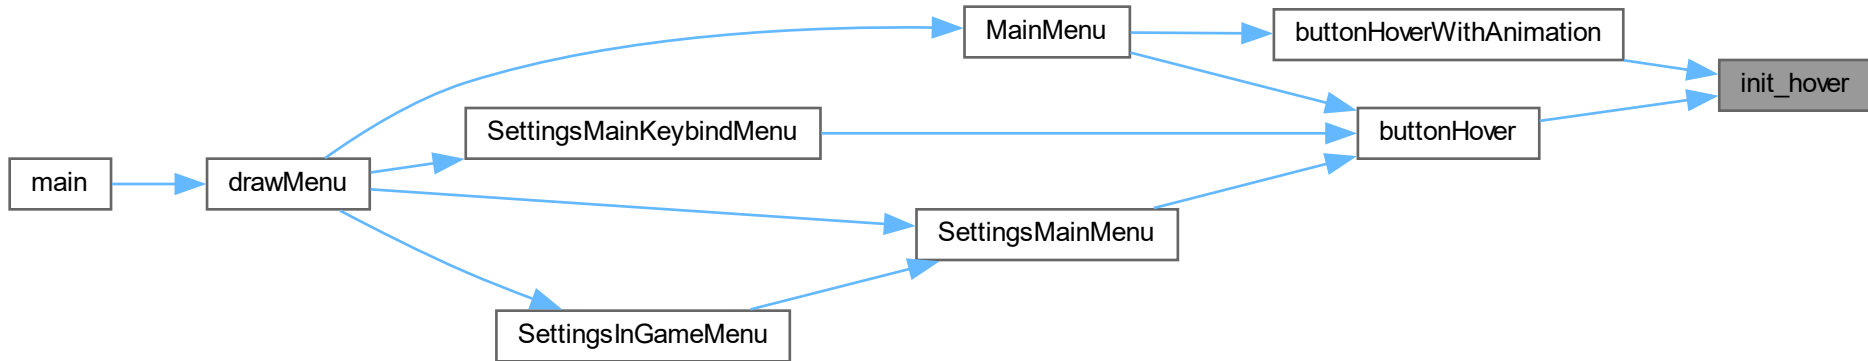 MainMenu
buttonHoverWithAnimation
init_hover
SettingsMainKeybindMenu
buttonHover
main
drawMenu
SettingsMainMenu
SettingsInGameMenu